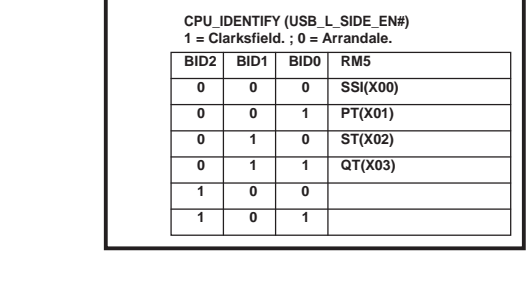 CPU_IDENTIFY (USB_L_SIDE_EN#)
1 = Clarksfield. ; 0 = Arrandale.
BID2 BID1 BID0 RM5
0 0 0 SSI(X00)
0 0 1 PT(X01)
0 1 0 ST(X02)
0 1 1 QT(X03)
1 0 0
1 0 1